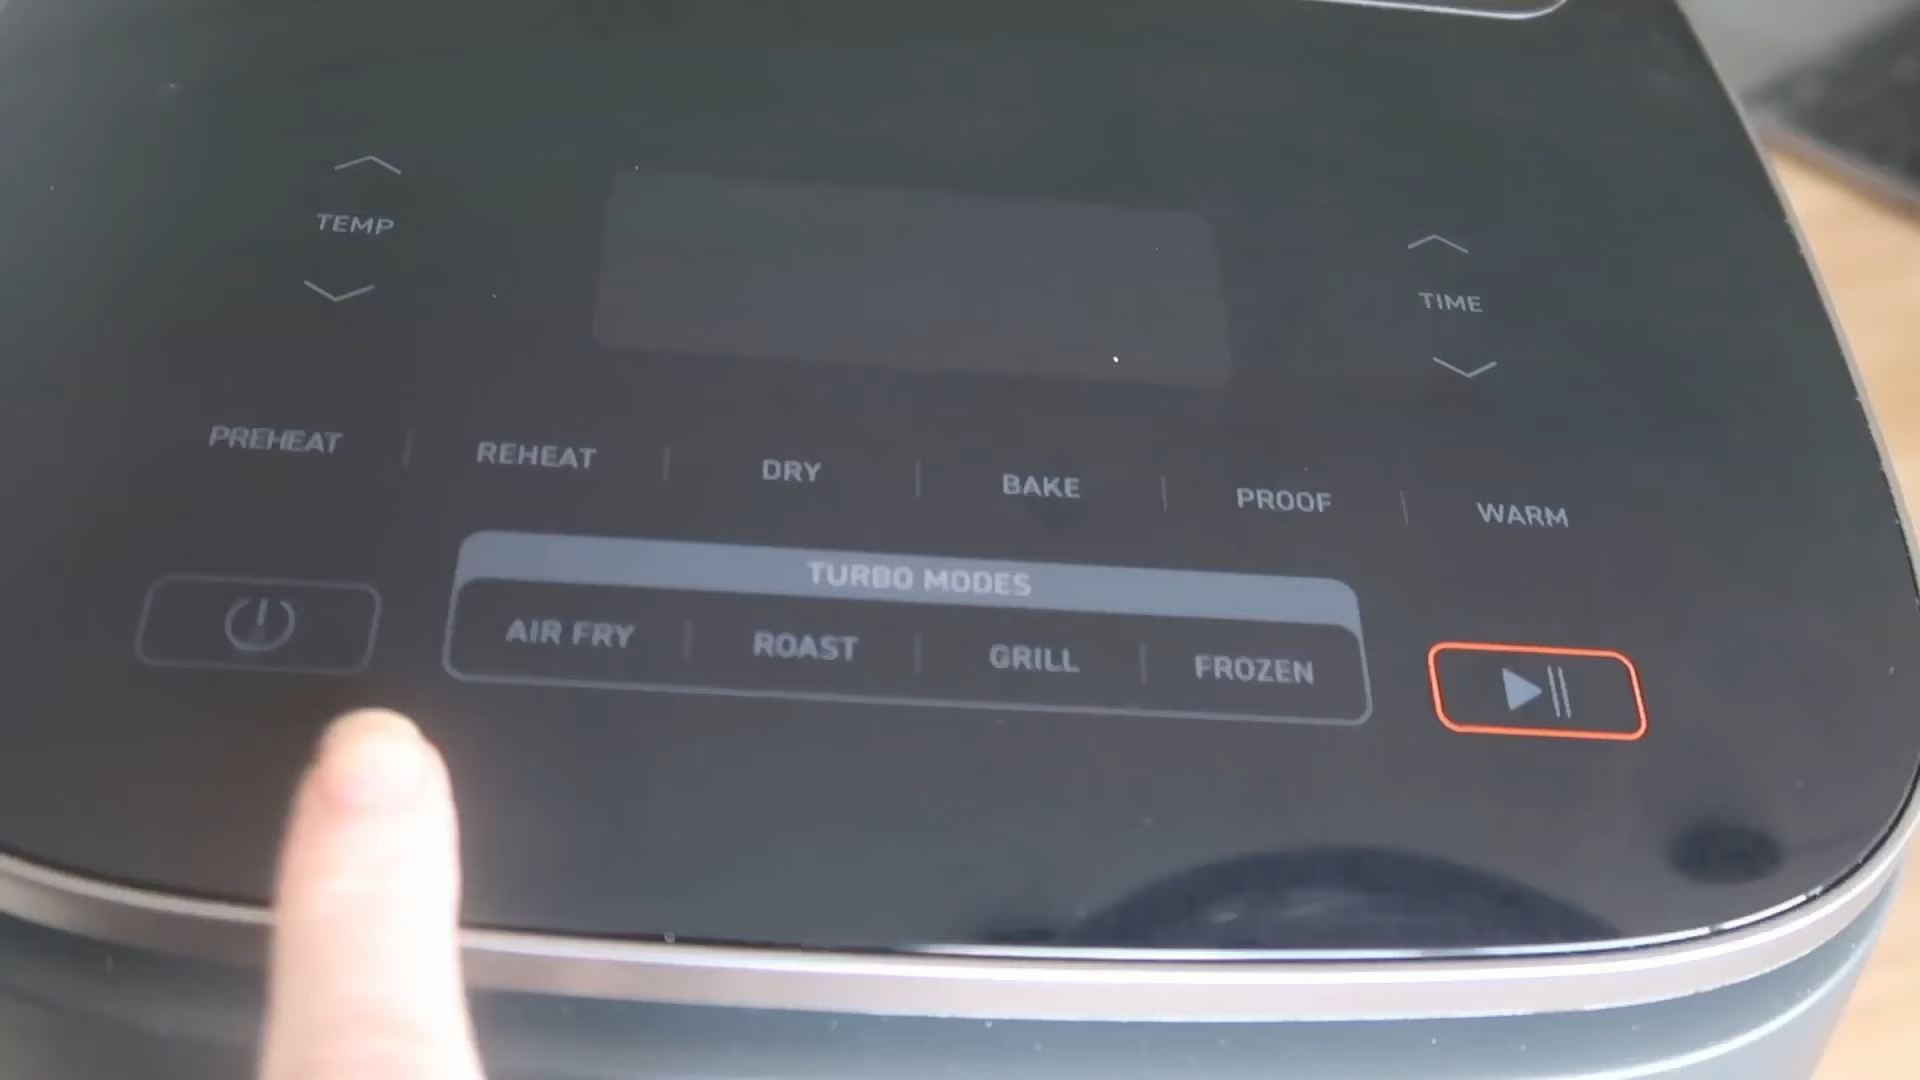 TEMP
TIME
PREHEAT REHEAT DRY BAKE PROOF WARM
TURBO MODES
AIR FRY ROAST GRILL FROZEN